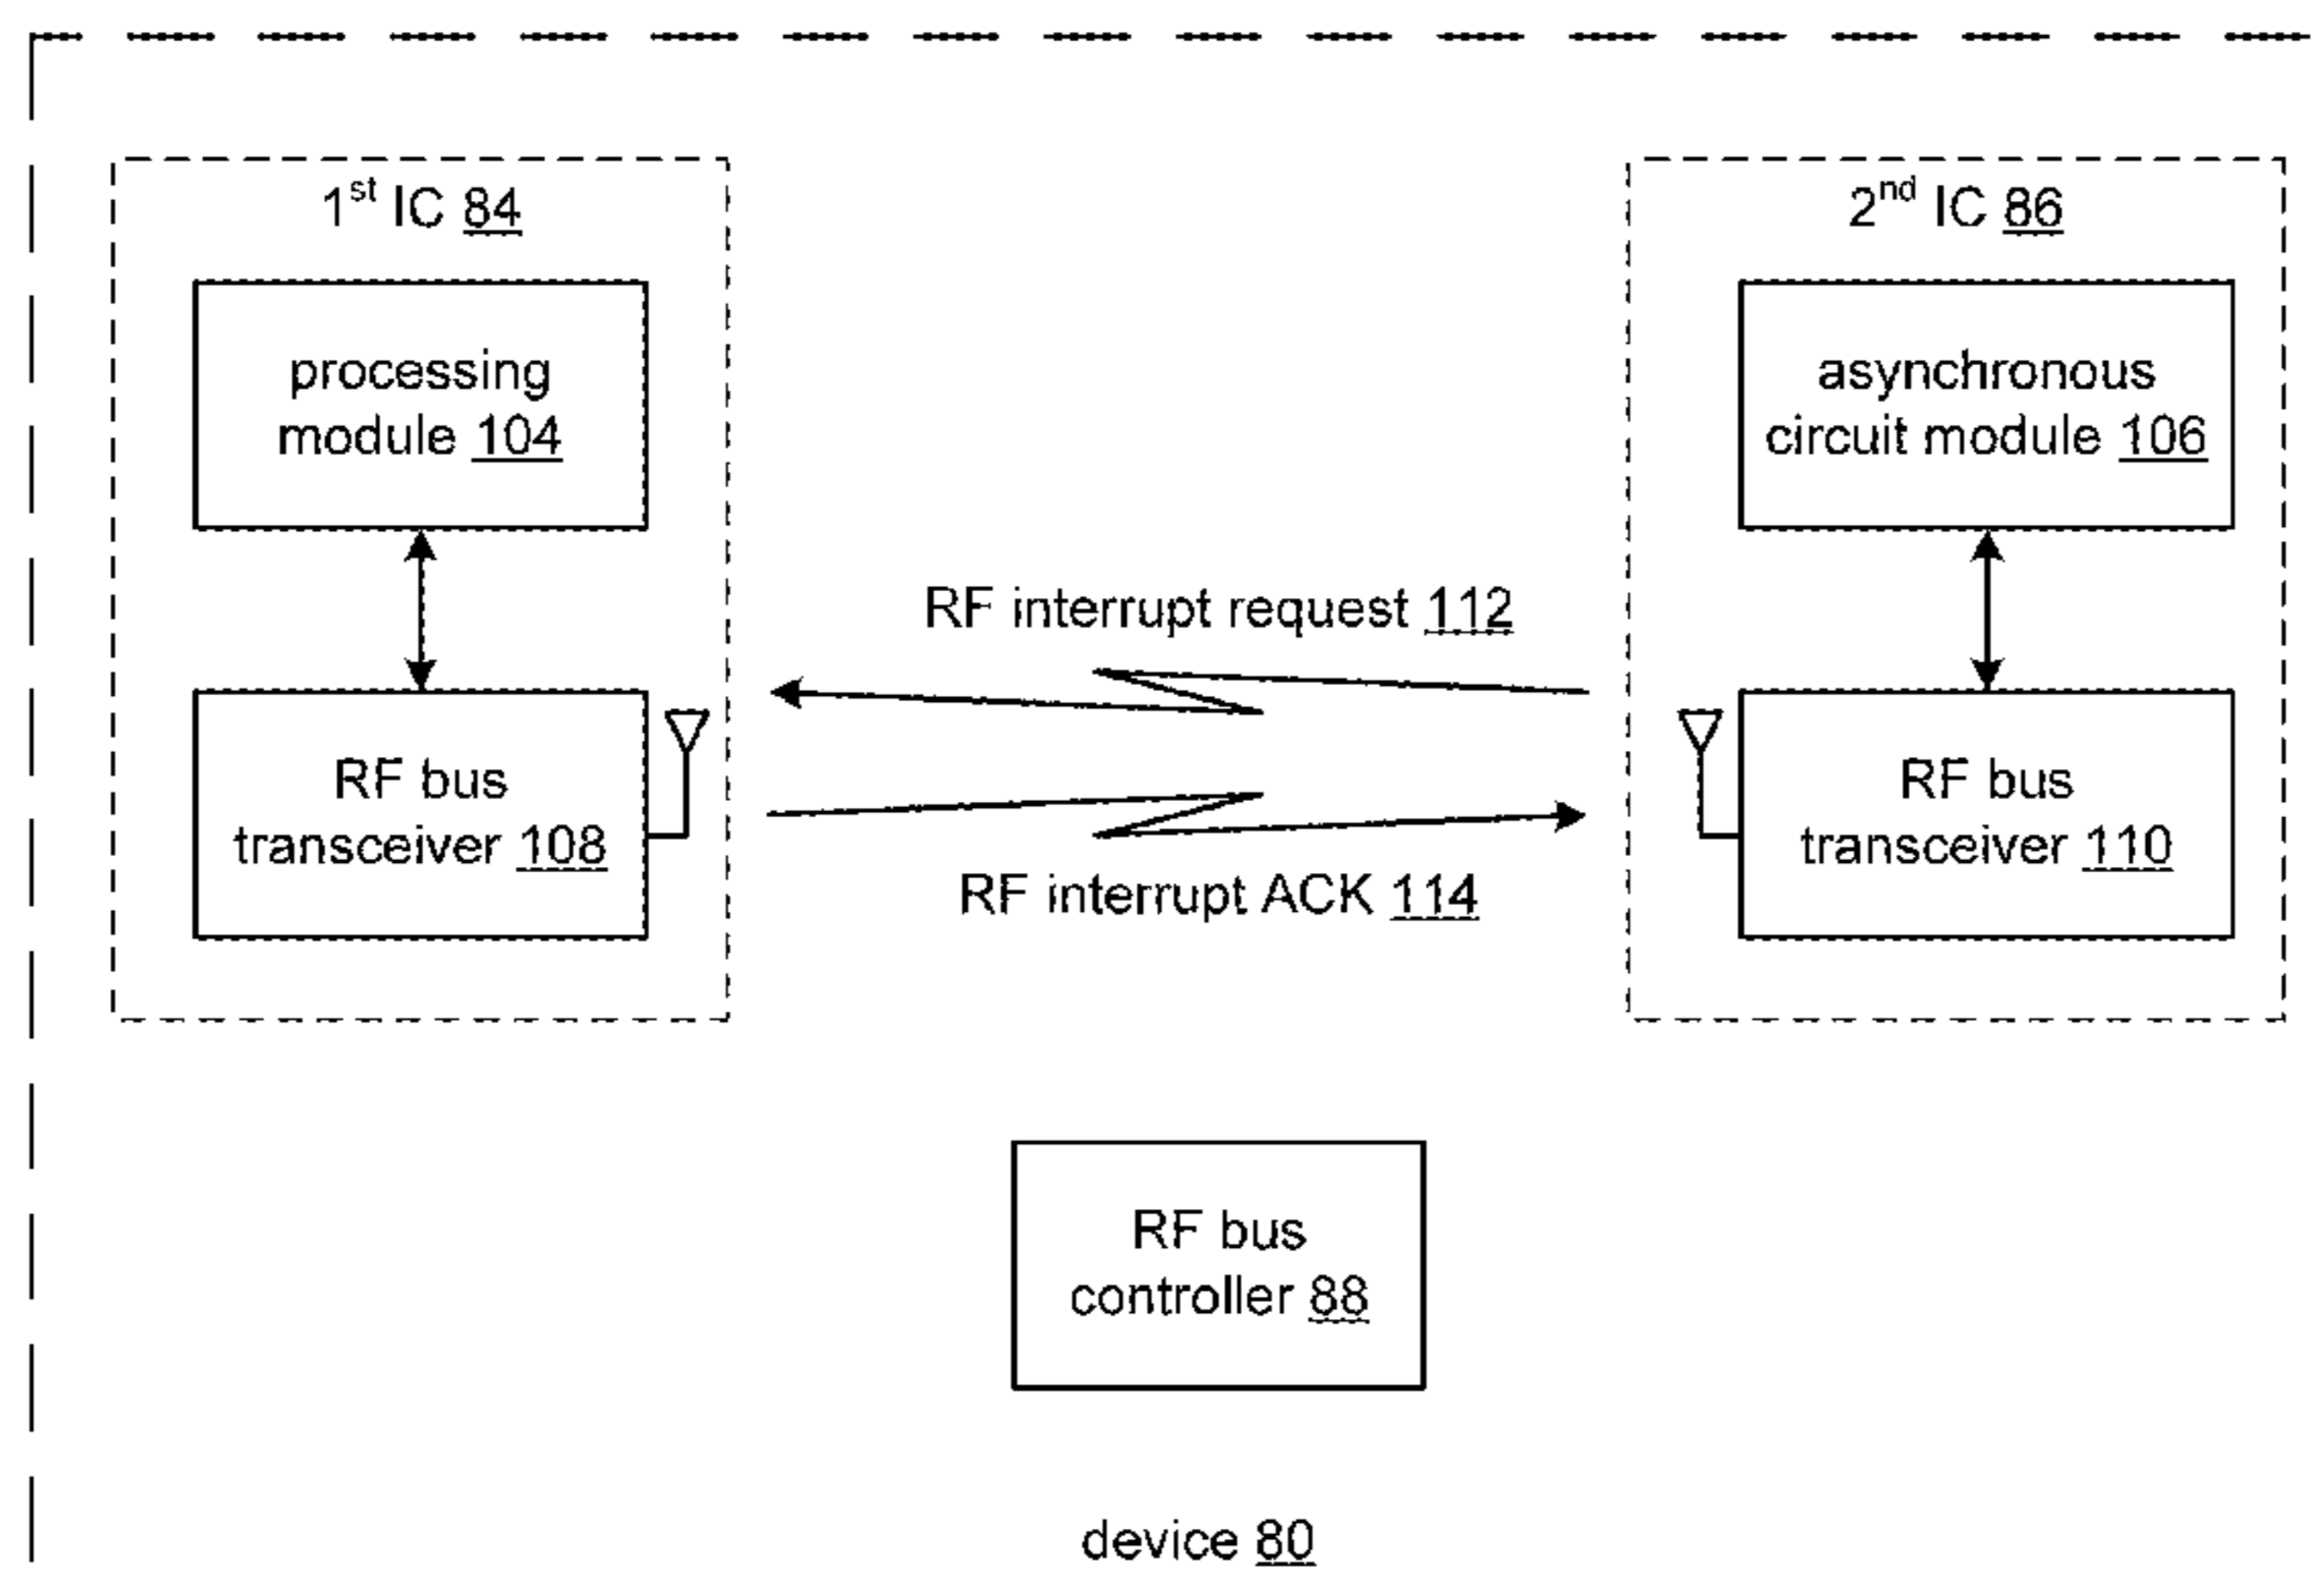 1st IC 84
processing
module 104
RF bus
transceiver 108
RF interrupt request 112
RF interrupt ACK 114
2nd IC 86
asynchronous
circuit module 106
RF bus
transceiver 110
RF bus
controller 88
device 80